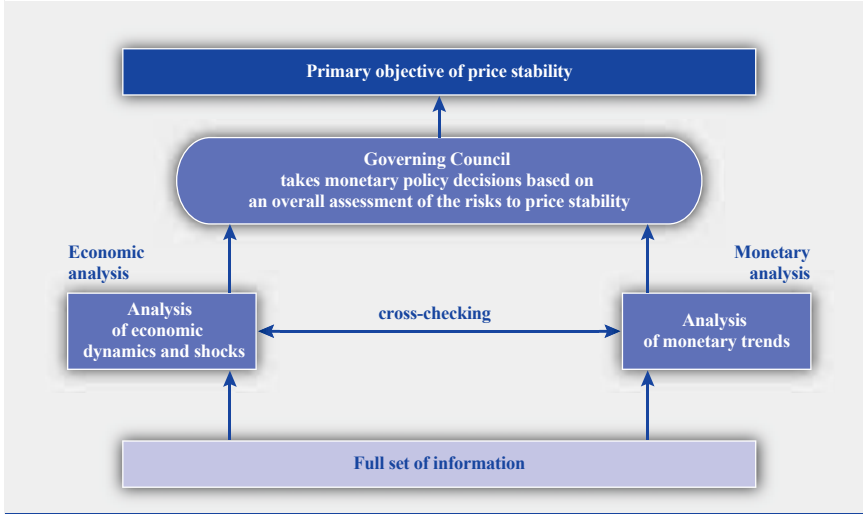 Primary objective of price stability
Governing Council
takes monetary policy decisions based on
an overall assessment of the risks to price stability
Economic
analysis
Monetary
analysis
Analysis
of economic
dynamics and shocks
cross-checking
Analysis
of monetary trends
Full set of information